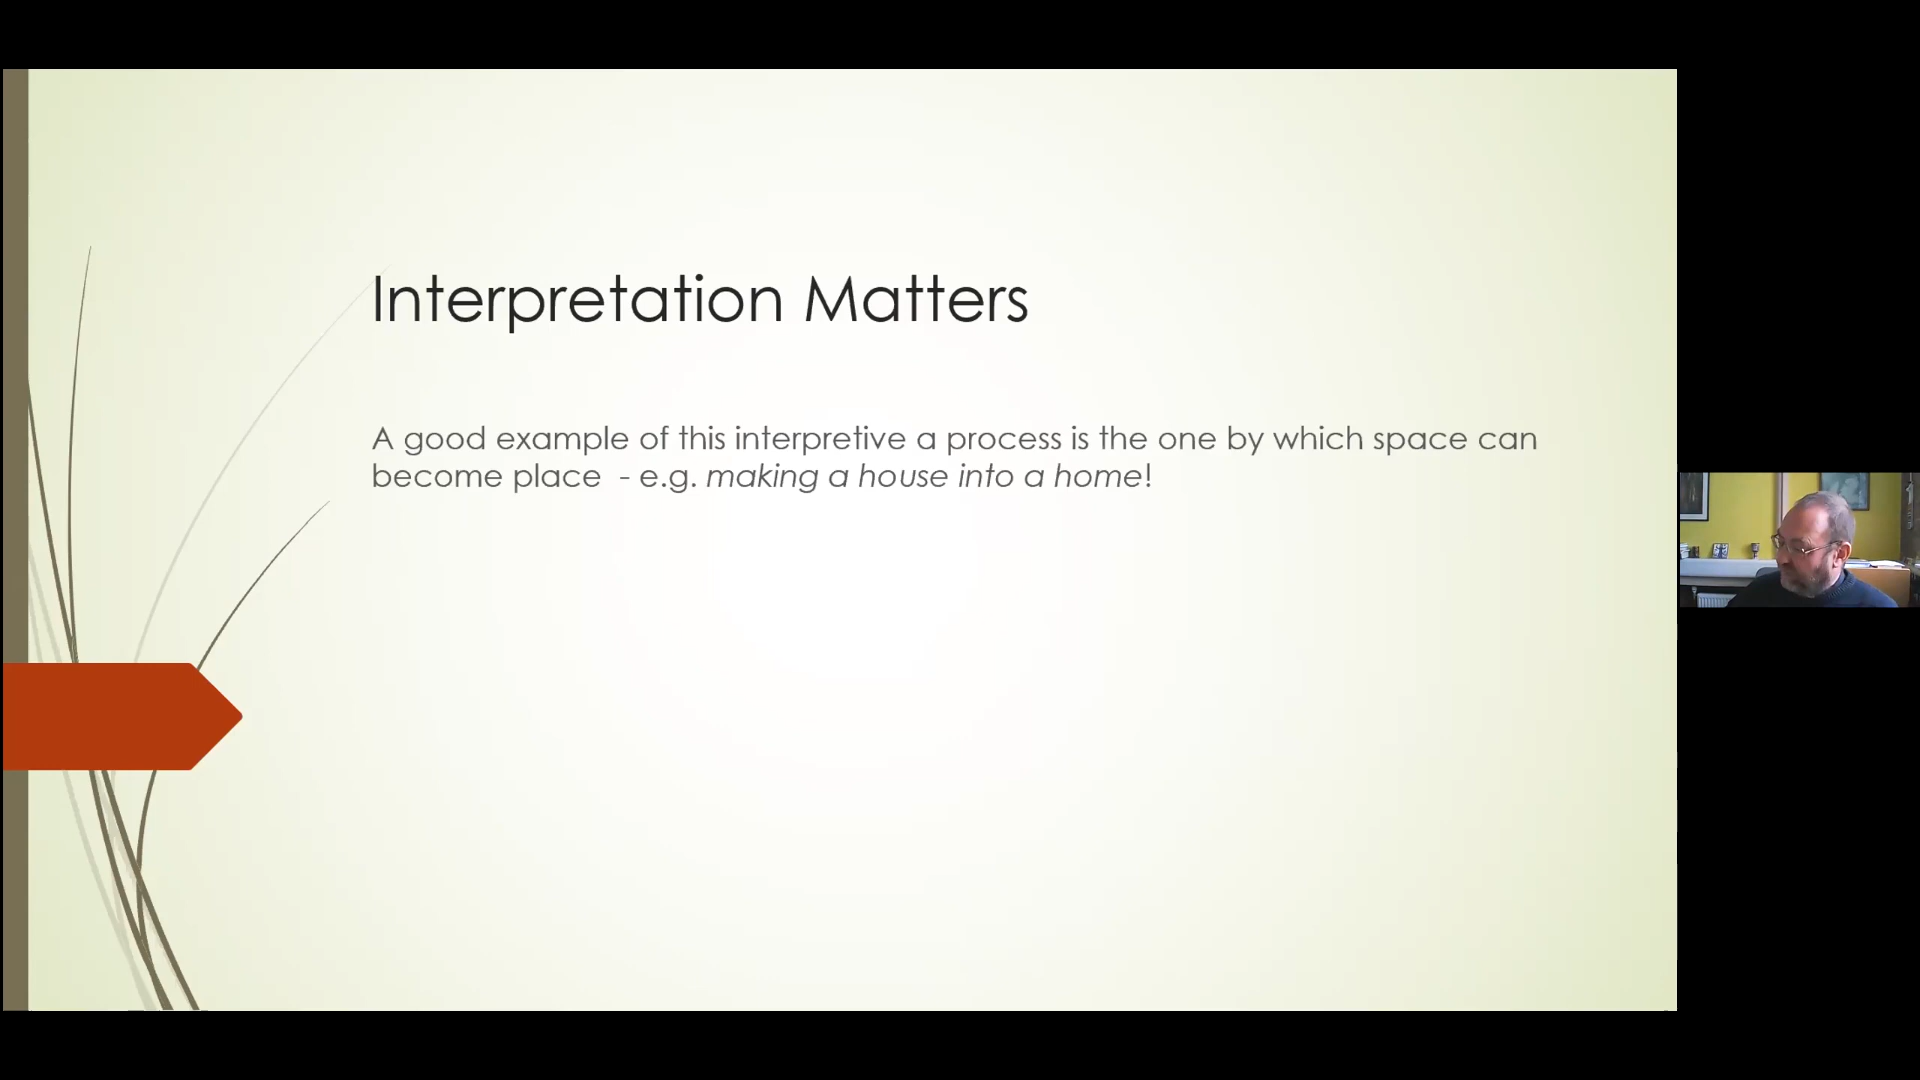 Interpretation Matters
A good example of this interpretive a process is the one by which space can
become place  - e.g. making a house into a home!